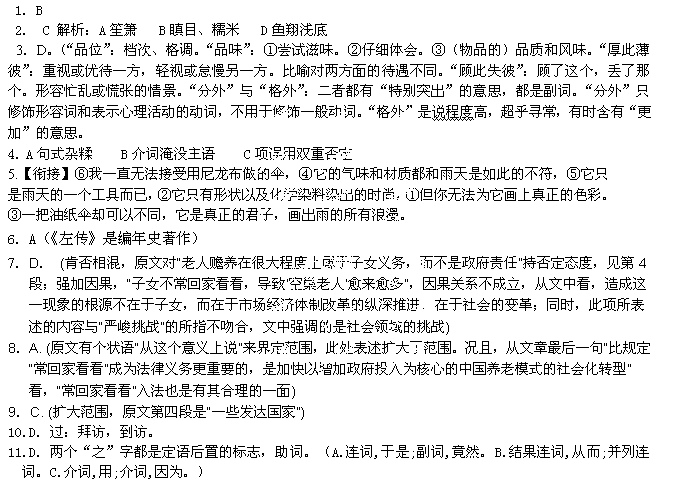 1. B
2. C 解析：A笙箫 B瞋目、糯米 D鱼翔浅底
3. D。（“品位”：档次、格调。“品味”：①尝试滋味。②仔细体会。③（物品的）品质和风味。“厚此薄
彼”：重视或优待一方，轻视或怠慢另一方。比喻对两方面的待遇不同。“顾此失彼”：顾了这个，丢了那
个。形容忙乱或慌张的情景。“分外”与“格外”：二者都有“特别突出”的意思，都是副词。“分外”只
修饰形容词和表示心理活动的动词，不用于修饰一般动词。“格外”是说程度高，超乎寻常，有时含有“更
加”的意思。
4. A句式杂糅 B介词淹没主语 C项误用双重否定
5.【衔接】⑥我一直无法接受用尼龙布做的伞，④它的气味和材质都和雨天是如此的不符，⑤它只
是雨天的一个工具而已，②它只有形状以及化学染料染出的时尚，①但你无法为它画上真正的色彩。
③一把油纸伞却可以不同，它是真正的君子，画出雨的所有浪漫。
6. A（《左传》是编年史著作）
7. D. (肯否相混，原文对"老人赡养在很大程度上属于子女义务，而不是政府责任"持否定态度，见第 4
段；强加因果，"子女不常回家看看，导致'空巢老人'愈来愈多"，因果关系不成立，从文中看，造成这
一现象的根源不在于子女，而在于市场经济体制改革的纵深推进．在于社会的变革；同时，此项所表
述的内容与"严峻挑战"的所指不吻合，文中强调的是社会领域的挑战)
8. A. (原文有个状语"从这个意义上说"来界定范围，此处表述扩大了范围。况且，从文章最后一句"比规定
"常回家看看"成为法律义务更重要的，是加快以增加政府投入为核心的中国养老模式的社会化转型"
看，"常回家看看"入法也是有其合理的一面)
9. C. (扩大范围，原文第四段是"一些发达国家")
10.D．过：拜访，到访。
11.D．两个“之”字都是定语后置的标志，助词。（A.连词,于是;副词,竟然。B.结果连词,从而;并列连
词。C.介词,用;介词,因为。）